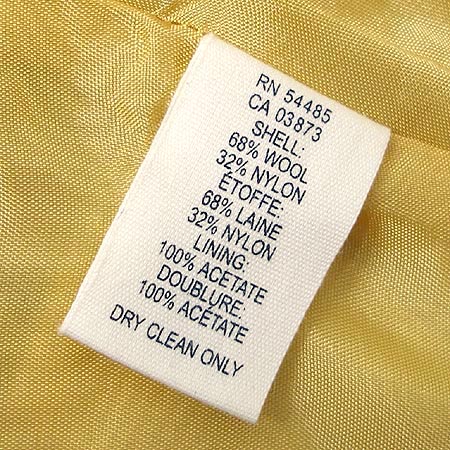 RN 54485
CA 03873
SHELL:
68% WOOL
32% NYLON
ÉTOFFE:
68% LAINE
32% NYLON
LINING:
100% ACETATE
DOUBLURE:
100% ACÉTATE
DRY CLEAN ONLY